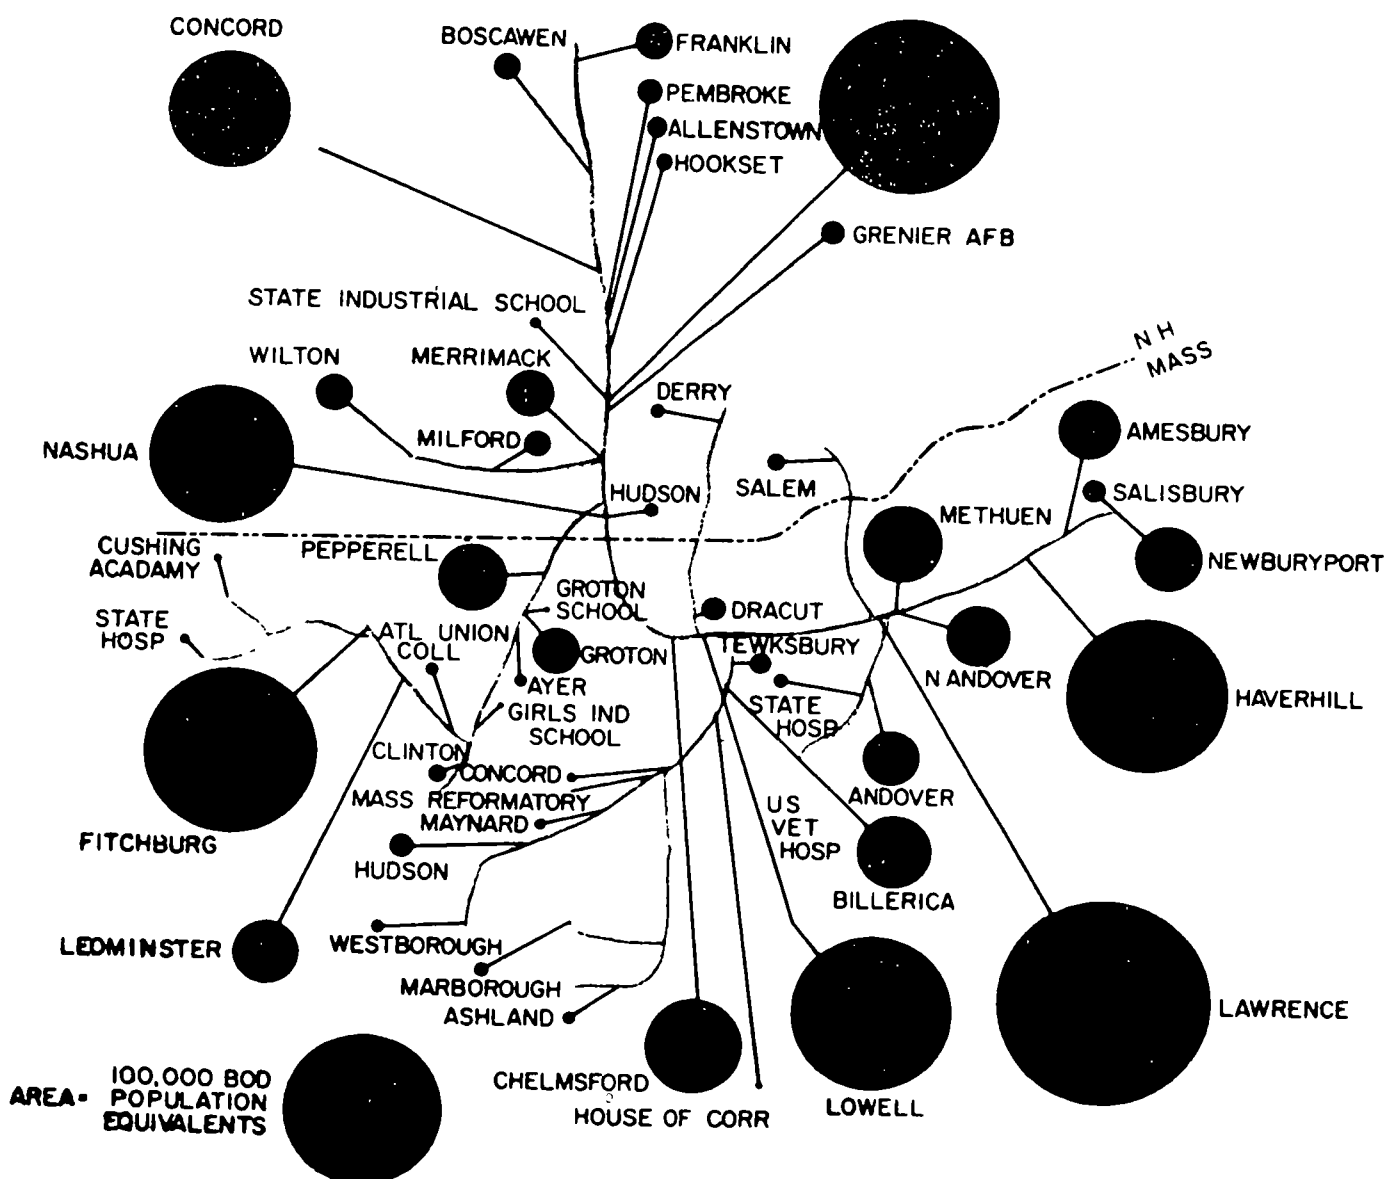 CONCORD
BOSCAWEN
FRANKLIN
PEMBROKE
ALLENSTOWN
HOOKSET
GRENIER AFB
STATE INDUSTRIAL SCHOOL
WILTON
MERRIMACK
DERRY
N H
MASS
MILFORD
NASHUA
HUDSON
SALEM
AMESBURY
SALISBURY
METHUEN
NEWBURYPORT
CUSHING
ACADAMY
PEPPERELL
GROTON
SCHOOL
DRACUT
STATE
HOSP
ATL UNION
COLL
GROTON
TEWKSBURY
N ANDOVER
HAVERHILL
AYER
GIRLS IND
SCHOOL
STATE
HOSP
CLINTON
CONCORD
MASS REFORMATORY
MAYNARD
ANDOVER
US
VET
HOSP
FITCHBURG
HUDSON
BILLERICA
LEOMINSTER
WESTBOROUGH
MARBOROUGH
ASHLAND
LAWRENCE
CHELMSFORD
HOUSE OF CORR
LOWELL
AREA=
100,000 BOD
POPULATION
EQUIVALENTS